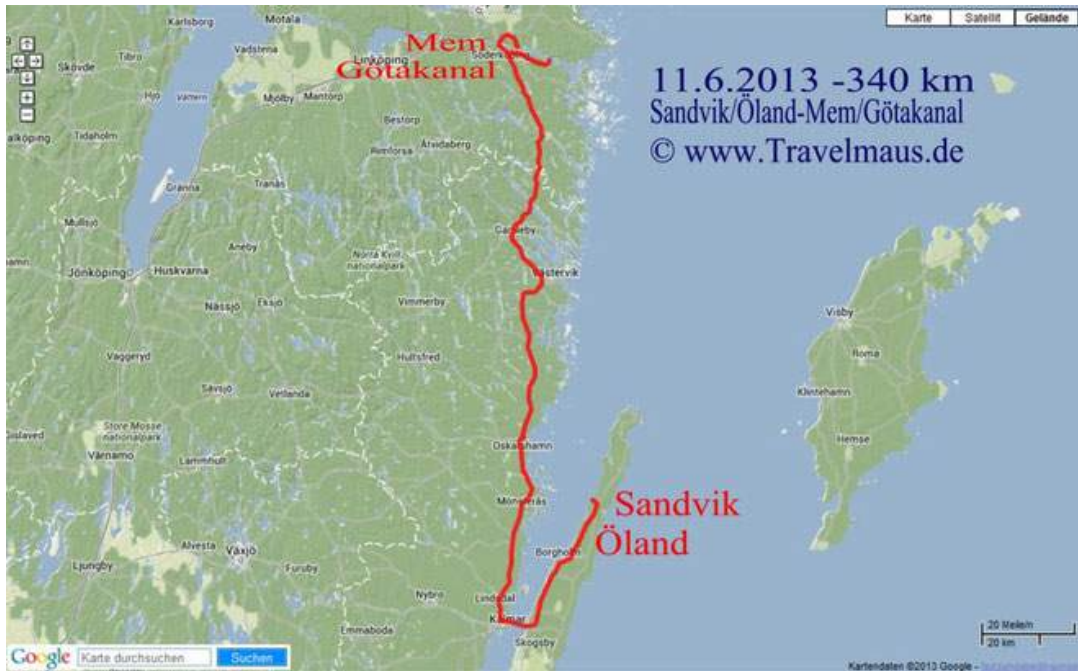 Karlsborg
Motala
Karte
Satellit
Gelände
Mem
Götakanal
Vadstena
Linköping
Tibro
Skövde
Hjo
Vättern
Mjölby
Mantorp
11.6.2013 -340 km
Sandvik/Öland-Mem/Götakanal
© www.Travelmaus.de
Bestorp
Tidaholm
Rimforsa
Åtvidaberg
Gränna
Tranås
Mullsjö
Aneby
Norra Kvill
nationalpark
Jönköping
Huskvarna
Västervik
Nässjö
Eksjö
Vimmerby
Visby
Vaggeryd
Hultsfred
Roma
Sävsjö
Vetlanda
Klintehamn
Store Mosse
nationalpark
Gislaved
Värnamo
Lammhult
Oskarshamn
Hemse
Mönsterås
Sandvik
Öland
Alvesta
Växjö
Borgholm
Ljungby
Furuby
Nybro
Lindsdal
Kalmar
Emmaboda
Skogsby
20 Meile/n
20 km
Google
Karte durchsuchen
Suchen
Kartendaten ©2013 Google -